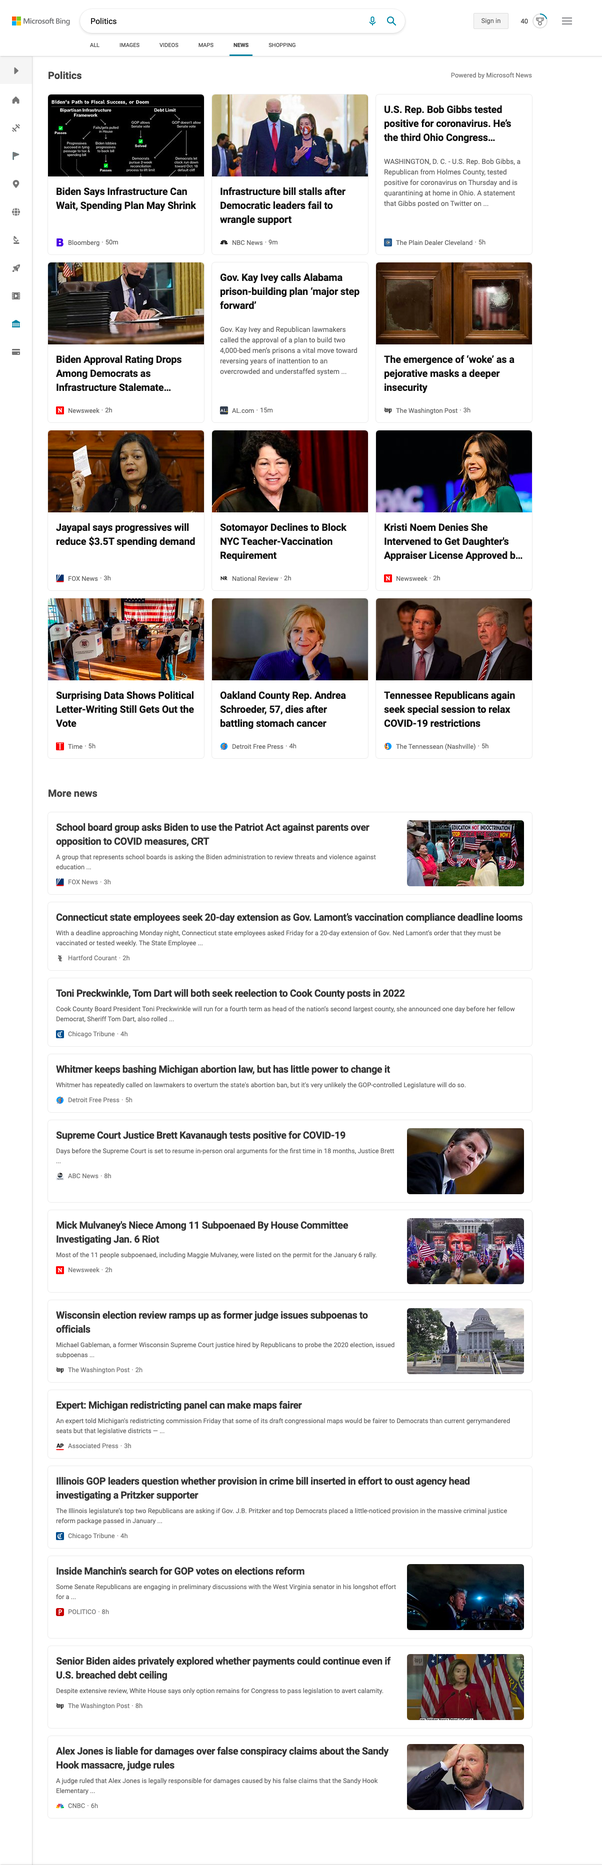 Microsoft Bing
Politics
Sign in
40
ALL
IMAGES
VIDEOS
MAPS
NEWS
SHOPPING
Politics
Powered by Microsoft News
Biden's Path to Fiscal Success, or Doom
Bipartisan Infrastructure
Framework
Debt Limit
Passes
Biden Says Infrastructure Can
Wait, Spending Plan May Shrink
Bloomberg · 50m
Infrastructure bill stalls after
Democratic leaders fail to
wrangle support
NBC News · 9m
U.S. Rep. Bob Gibbs tested
positive for coronavirus. He's
the third Ohio Congress...
WASHINGTON, D. C. - U.S. Rep. Bob Gibbs, a
Republican from Holmes County, tested
positive for coronavirus on Thursday and is
quarantining at home in Ohio. A statement
that Gibbs posted on Twitter on ...
The Plain Dealer Cleveland · 5h
Biden Approval Rating Drops
Among Democrats as
Infrastructure Stalemate...
Newsweek · 2h
Gov. Kay Ivey calls Alabama
prison-building plan ‘major step
forward’
Gov. Kay Ivey and Republican lawmakers
called the approval of a plan to build two
4,000-bed men's prisons a vital move toward
reversing years of inattention to an
overcrowded and understaffed system ...
AL.com · 15m
The emergence of ‘woke’ as a
pejorative masks a deeper
insecurity
The Washington Post · 3h
Jayapal says progressives will
reduce $3.5T spending demand
FOX News · 3h
Sotomayor Declines to Block
NYC Teacher-Vaccination
Requirement
National Review · 2h
Kristi Noem Denies She
Intervened to Get Daughter's
Appraiser License Approved b...
Newsweek · 2h
Surprising Data Shows Political
Letter-Writing Still Gets Out the
Vote
Time · 5h
Oakland County Rep. Andrea
Schroeder, 57, dies after
battling stomach cancer
Detroit Free Press · 4h
Tennessee Republicans again
seek special session to relax
COVID-19 restrictions
The Tennessean (Nashville) · 5h
More news
School board group asks Biden to use the Patriot Act against parents over
opposition to COVID measures, CRT
A group that represents school boards is asking the Biden administration to review threats and violence against
education ...
FOX News · 3h
EDUCATION NOT INDOCTRINATION
Connecticut state employees seek 20-day extension as Gov. Lamont's vaccination compliance deadline looms
With a deadline approaching Monday night, Connecticut state employees asked Friday for a 20-day extension of Gov. Ned Lamont's order that they must be
vaccinated or tested weekly. The State Employee ...
Hartford Courant · 2h
Toni Preckwinkle, Tom Dart will both seek reelection to Cook County posts in 2022
Cook County Board President Toni Preckwinkle will run for a fourth term as head of the nation's second largest county, she announced one day before her fellow
Democrat, Sheriff Tom Dart, also rolled ...
Chicago Tribune · 4h
Whitmer keeps bashing Michigan abortion law, but has little power to change it
Whitmer has repeatedly called on lawmakers to overturn the state's abortion ban, but it's very unlikely the GOP-controlled Legislature will do so.
Detroit Free Press · 5h
Supreme Court Justice Brett Kavanaugh tests positive for COVID-19
Days before the Supreme Court is set to resume in-person oral arguments for the first time in 18 months, Justice Brett
...
ABC News · 8h
Mick Mulvaney's Niece Among 11 Subpoenaed By House Committee
Investigating Jan. 6 Riot
Most of the 11 people subpoenaed, including Maggie Mulvaney, were listed on the permit for the January 6 rally.
Newsweek · 2h
Wisconsin election review ramps up as former judge issues subpoenas to
officials
Michael Gableman, a former Wisconsin Supreme Court justice hired by Republicans to probe the 2020 election, issued
subpoenas ...
The Washington Post · 2h
Expert: Michigan redistricting panel can make maps fairer
An expert told Michigan's redistricting commission Friday that some of its draft congressional maps would be fairer to Democrats than current gerrymandered
seats but that legislative districts — ...
Associated Press · 3h
Illinois GOP leaders question whether provision in crime bill inserted in effort to oust agency head
investigating a Pritzker supporter
The Illinois legislature's top two Republicans are asking if Gov. J.B. Pritzker and top Democrats placed a little-noticed provision in the massive criminal justice
reform package passed in January ...
Chicago Tribune · 4h
Inside Manchin's search for GOP votes on elections reform
Some Senate Republicans are engaging in preliminary discussions with the West Virginia senator in his longshot effort
for a ...
POLITICO · 8h
Senior Biden aides privately explored whether payments could continue even if
U.S. breached debt ceiling
Despite extensive review, White House says only option remains for Congress to pass legislation to avert calamity.
The Washington Post · 8h
Alex Jones is liable for damages over false conspiracy claims about the Sandy
Hook massacre, judge rules
A judge ruled that Alex Jones is legally responsible for damages caused by his false claims that the Sandy Hook
Elementary ...
CNBC · 6h